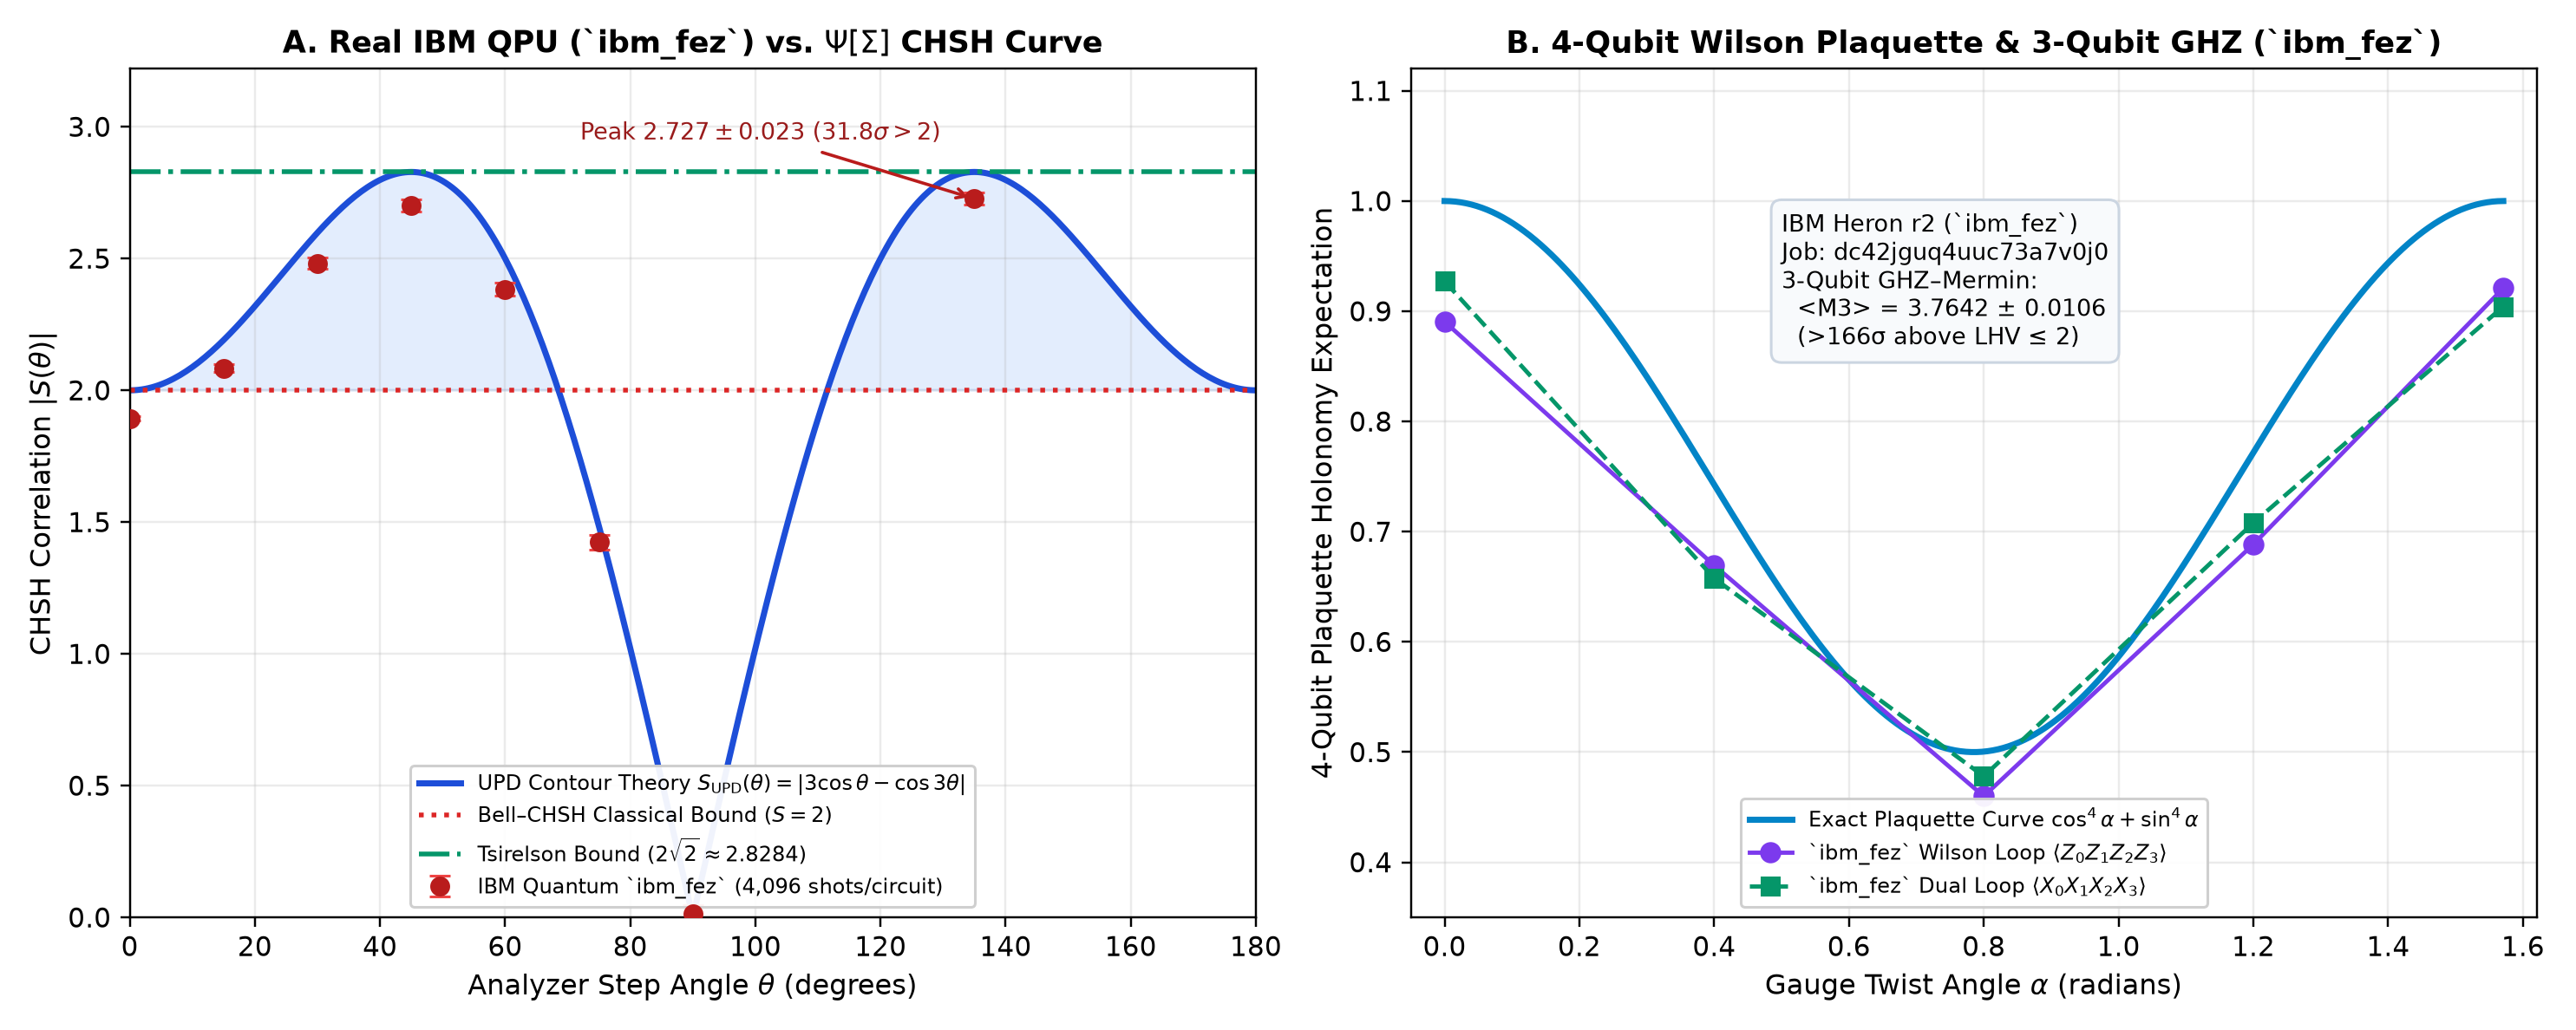 A. Real IBM QPU (`ibm_fez`) vs. Ψ[Σ] CHSH Curve
CHSH Correlation |S(θ)|
3.0
2.5
2.0
1.5
1.0
0.5
0.0
Peak 2.727 ± 0.023 (31.8σ > 2)
UPD Contour Theory S_UPD(θ) = |3cos θ − cos 3θ|
Bell–CHSH Classical Bound (S = 2)
Tsirelson Bound (2√2 ≈ 2.8284)
IBM Quantum `ibm_fez` (4,096 shots/circuit)
0 20 40 60 80 100 120 140 160 180
Analyzer Step Angle θ (degrees)
B. 4-Qubit Wilson Plaquette & 3-Qubit GHZ (`ibm_fez`)
4-Qubit Plaquette Holonomy Expectation
1.1
1.0
0.9
0.8
0.7
0.6
0.5
0.4
IBM Heron r2 (`ibm_fez`)
Job: dc42jguq4uuc73a7v0j0
3-Qubit GHZ–Mermin:
<M3> = 3.7642 ± 0.0106
(>166σ above LHV ≤ 2)
Exact Plaquette Curve cos⁴ α + sin⁴ α
`ibm_fez` Wilson Loop ⟨Z₀Z₁Z₂Z₃⟩
`ibm_fez` Dual Loop ⟨X₀X₁X₂X₃⟩
0.0 0.2 0.4 0.6 0.8 1.0 1.2 1.4 1.6
Gauge Twist Angle α (radians)